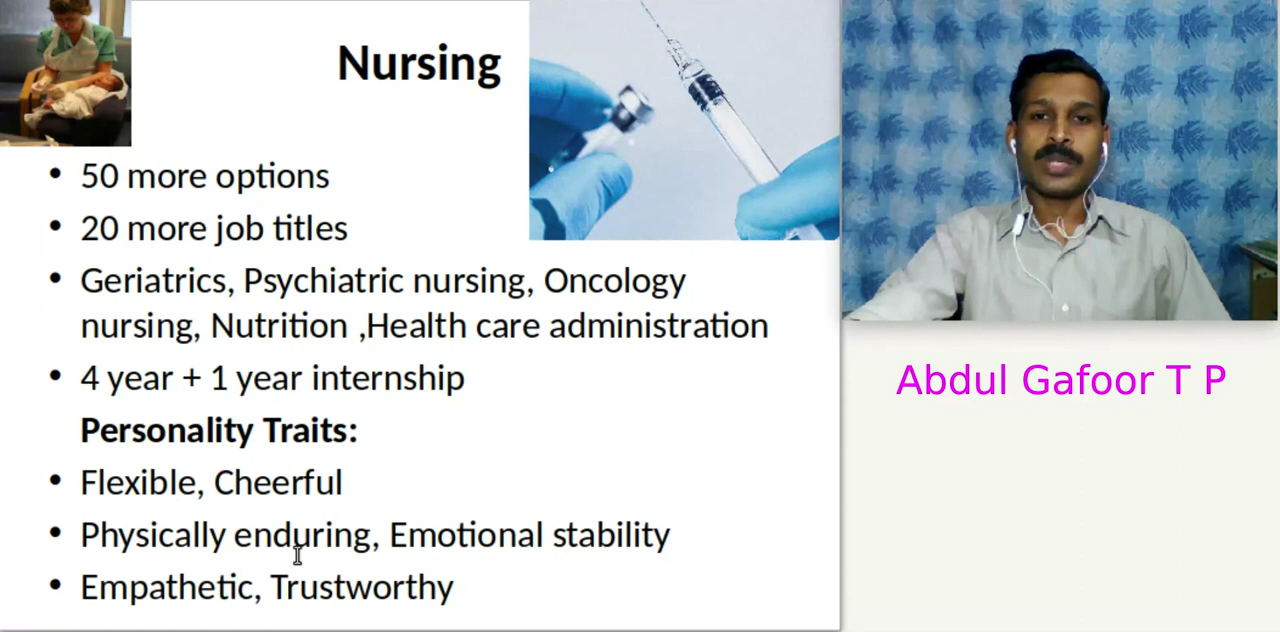 Nursing
50 more options
20 more job titles
Geriatrics, Psychiatric nursing, Oncology
nursing, Nutrition ,Health care administration
4 year + 1 year internship
Personality Traits:
Flexible, Cheerful
Physically enduring, Emotional stability
Empathetic, Trustworthy
Abdul Gafoor T P